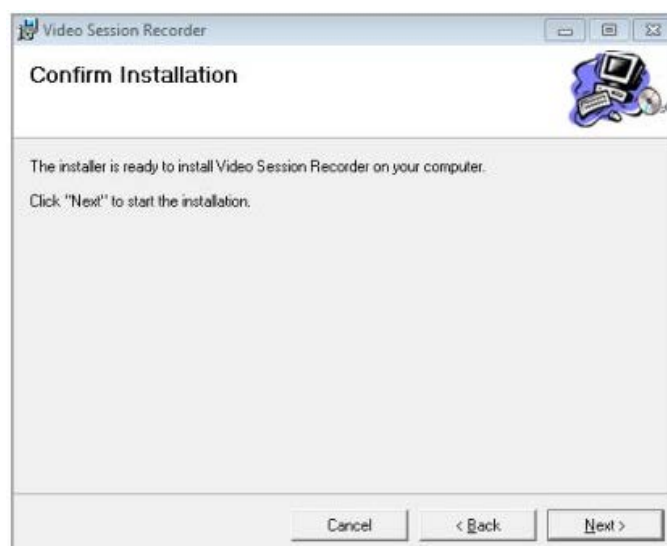 Video Session Recorder
Confirm Installation
The installer is ready to install Video Session Recorder on your computer.
Click "Next" to start the installation.
Cancel
< Back
Next >